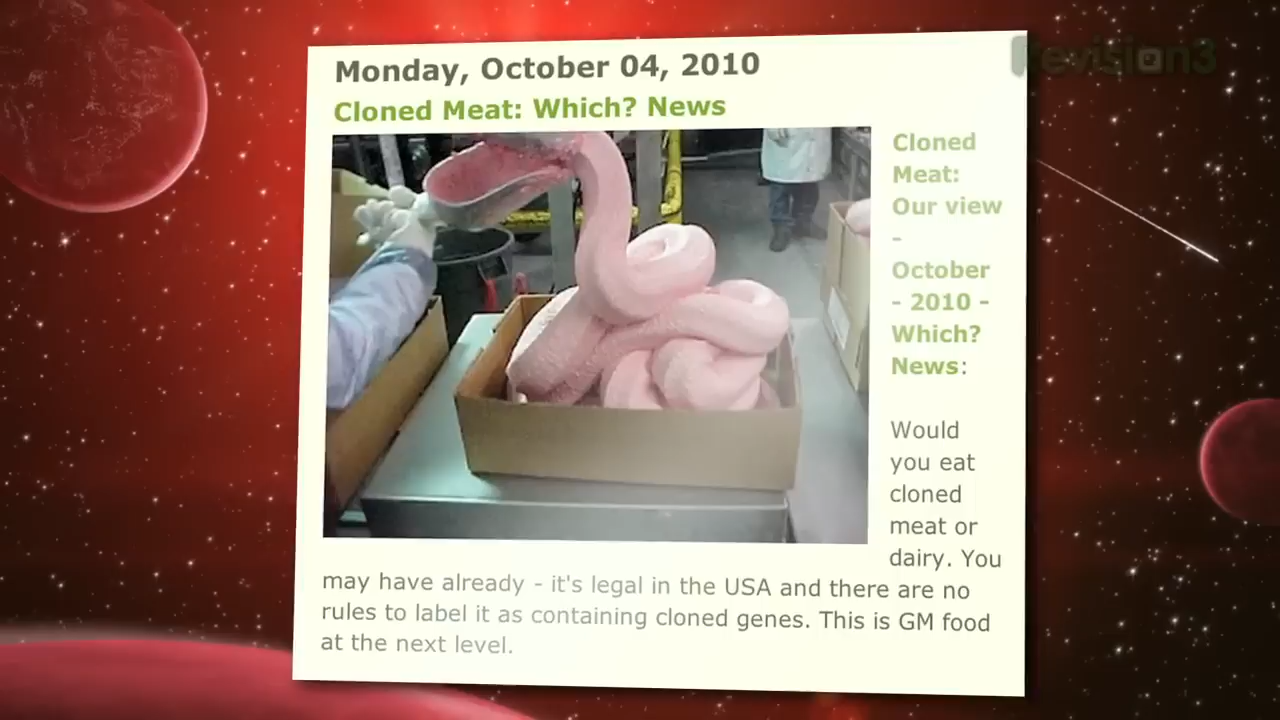 Revision3
Monday, October 04, 2010
Cloned Meat: Which? News
Cloned
Meat:
Our view
-
October
- 2010 -
Which?
News:
Would
you eat
cloned
meat or
dairy. You
may have already - it's legal in the USA and there are no
rules to label it as containing cloned genes. This is GM food
at the next level.